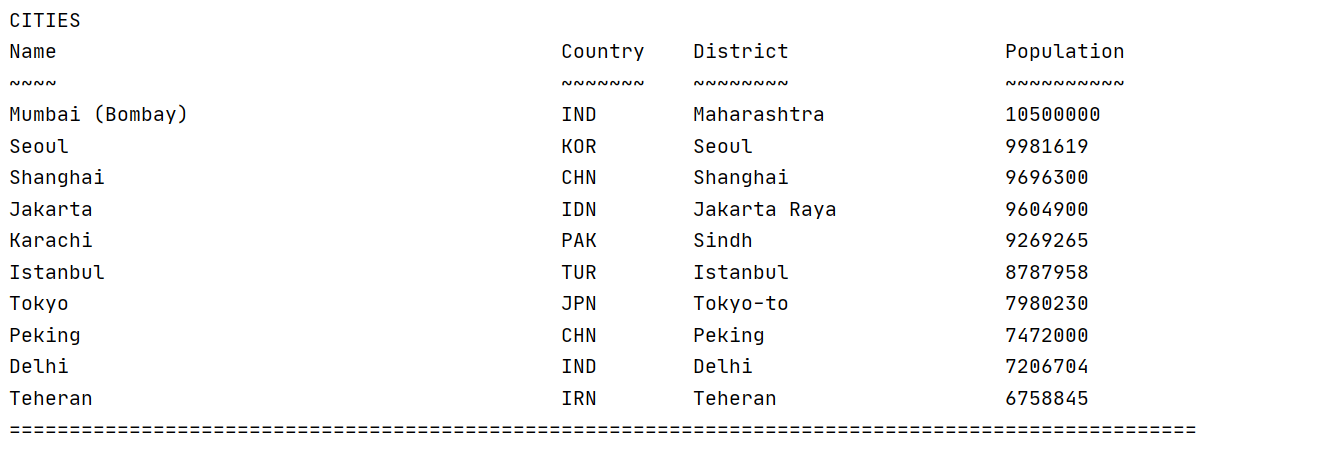 CITIES
Name Country District Population
~~~~ ~~~~~~~ ~~~~~~~~ ~~~~~~~~~~
Mumbai (Bombay) IND Maharashtra 10500000
Seoul KOR Seoul 9981619
Shanghai CHN Shanghai 9696300
Jakarta IDN Jakarta Raya 9604900
Karachi PAK Sindh 9269265
Istanbul TUR Istanbul 8787958
Tokyo JPN Tokyo-to 7980230
Peking CHN Peking 7472000
Delhi IND Delhi 7206704
Teheran IRN Teheran 6758845
===================================================================================================